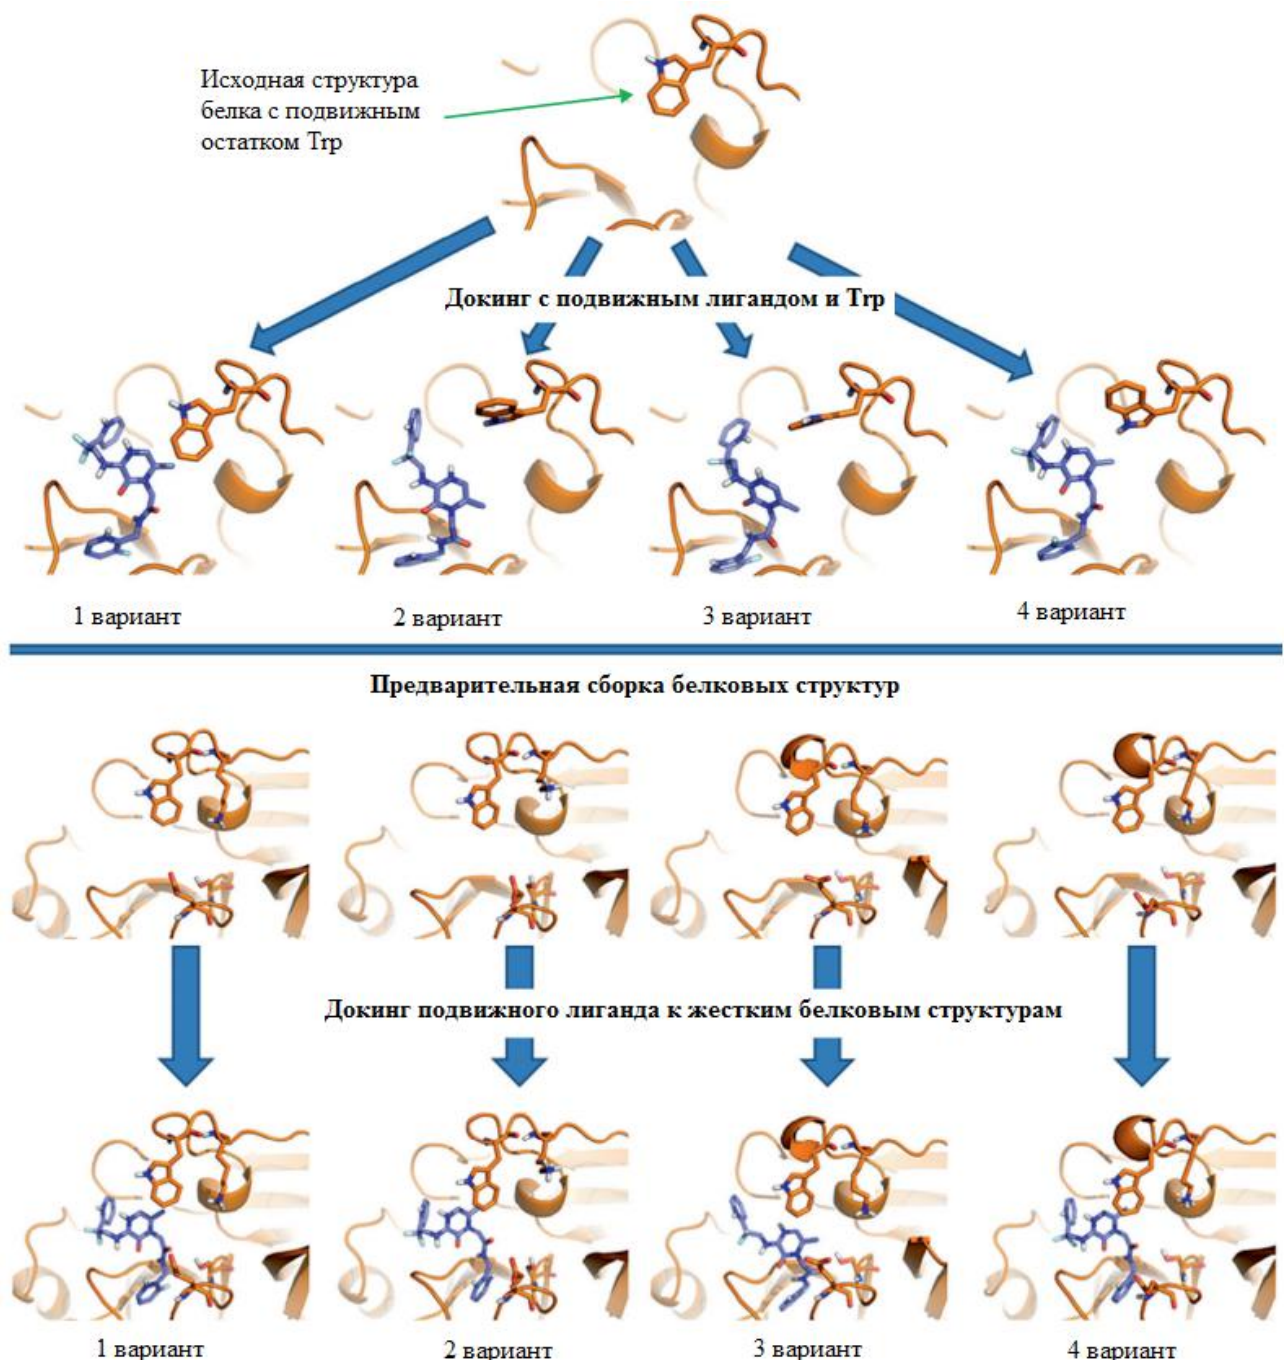 Исходная структура
белка с подвижным
остатком Trp
Докинг с подвижным лигандом и Trp
1 вариант
2 вариант
3 вариант
4 вариант
Предварительная сборка белковых структур
Докинг подвижного лиганда к жестким белковым структурам
1 вариант
2 вариант
3 вариант
4 вариант